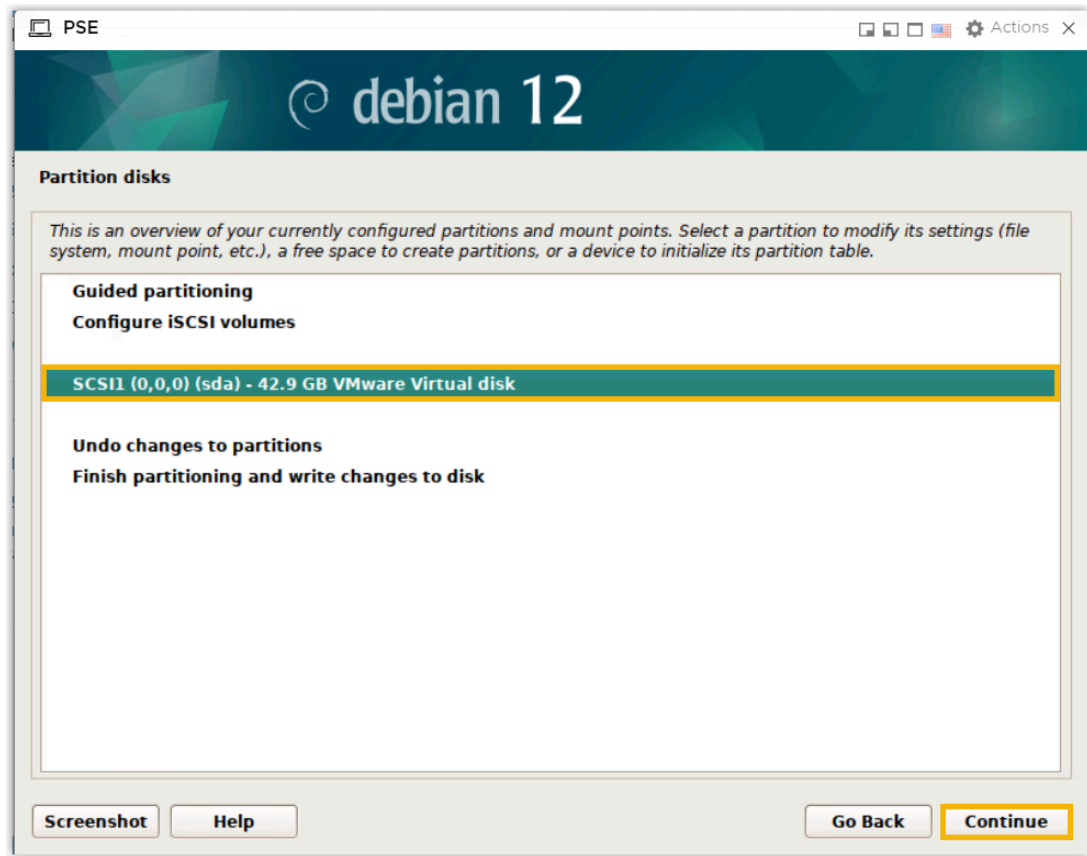 PSE
Actions
debian 12
Partition disks
This is an overview of your currently configured partitions and mount points. Select a partition to modify its settings (file
system, mount point, etc.), a free space to create partitions, or a device to initialize its partition table.
Guided partitioning
Configure iSCSI volumes
SCSI1 (0,0,0) (sda) - 42.9 GB VMware Virtual disk
Undo changes to partitions
Finish partitioning and write changes to disk
Screenshot
Help
Go Back
Continue